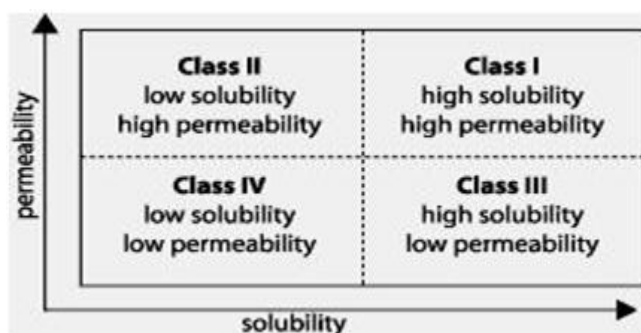 Class II
low solubility
high permeability
Class I
high solubility
high permeability
Class IV
low solubility
low permeability
Class III
high solubility
low permeability
permeability
solubility